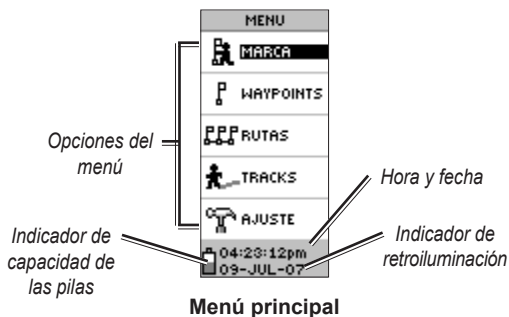 MENU
MARCA
WAYPOINTS
RUTAS
TRACKS
AJUSTE
04:23:12pm
09-JUL-07
Opciones del
menú
Indicador de
capacidad de
las pilas
Hora y fecha
Indicador de
retroiluminación
Menú principal